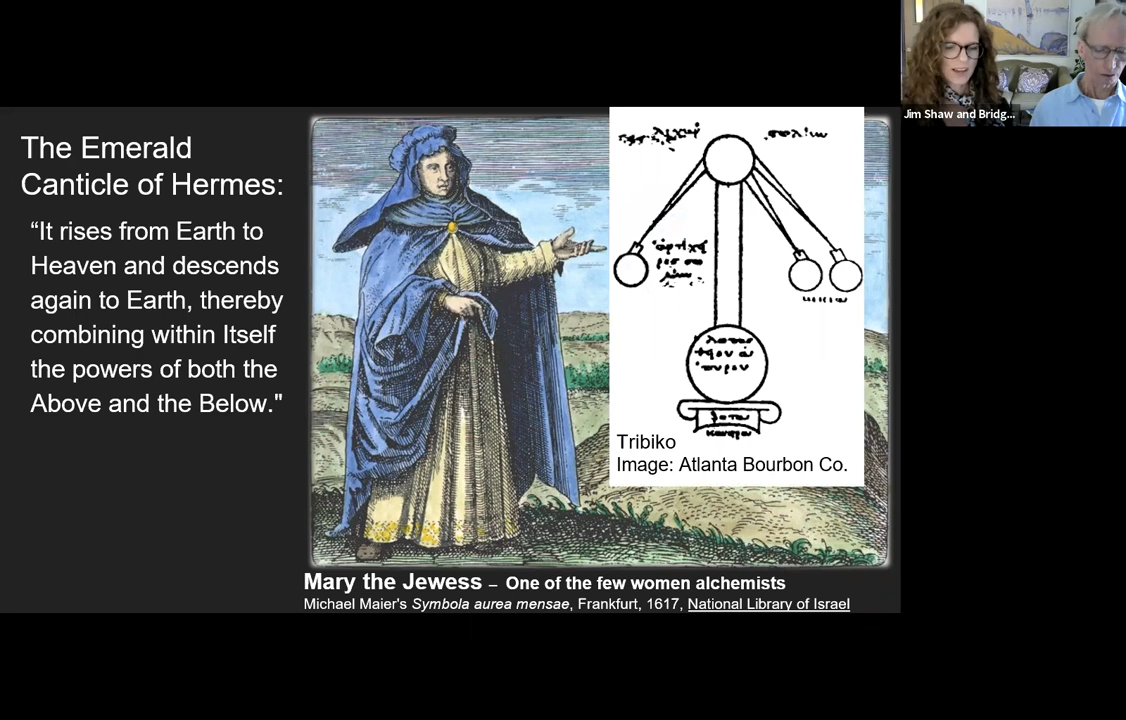 Jim Shaw and Bridg...
The Emerald
Canticle of Hermes:
“It rises from Earth to
Heaven and descends
again to Earth, thereby
combining within Itself
the powers of both the
Above and the Below."
Tribiko
Image: Atlanta Bourbon Co.
Mary the Jewess – One of the few women alchemists
Michael Maier's Symbola aurea mensae, Frankfurt, 1617, National Library of Israel